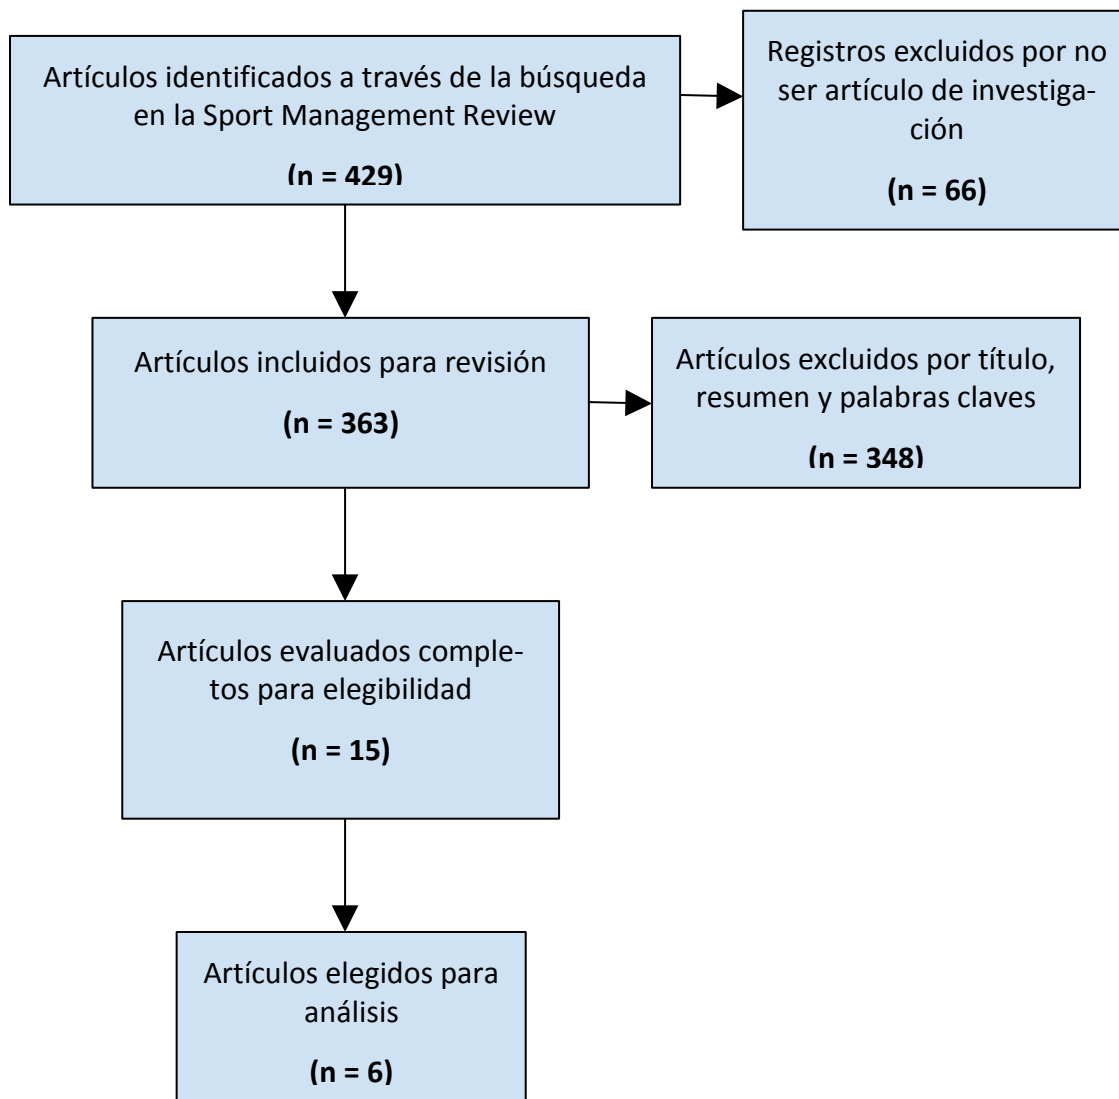 Artículos identificados a través de la búsqueda
en la Sport Management Review
(n = 429)
Registros excluidos por no
ser artículo de investiga-
ción
(n = 66)
Artículos incluidos para revisión
(n = 363)
Artículos excluidos por título,
resumen y palabras claves
(n = 348)
Artículos evaluados comple-
tos para elegibilidad
(n = 15)
Artículos elegidos para
análisis
(n = 6)